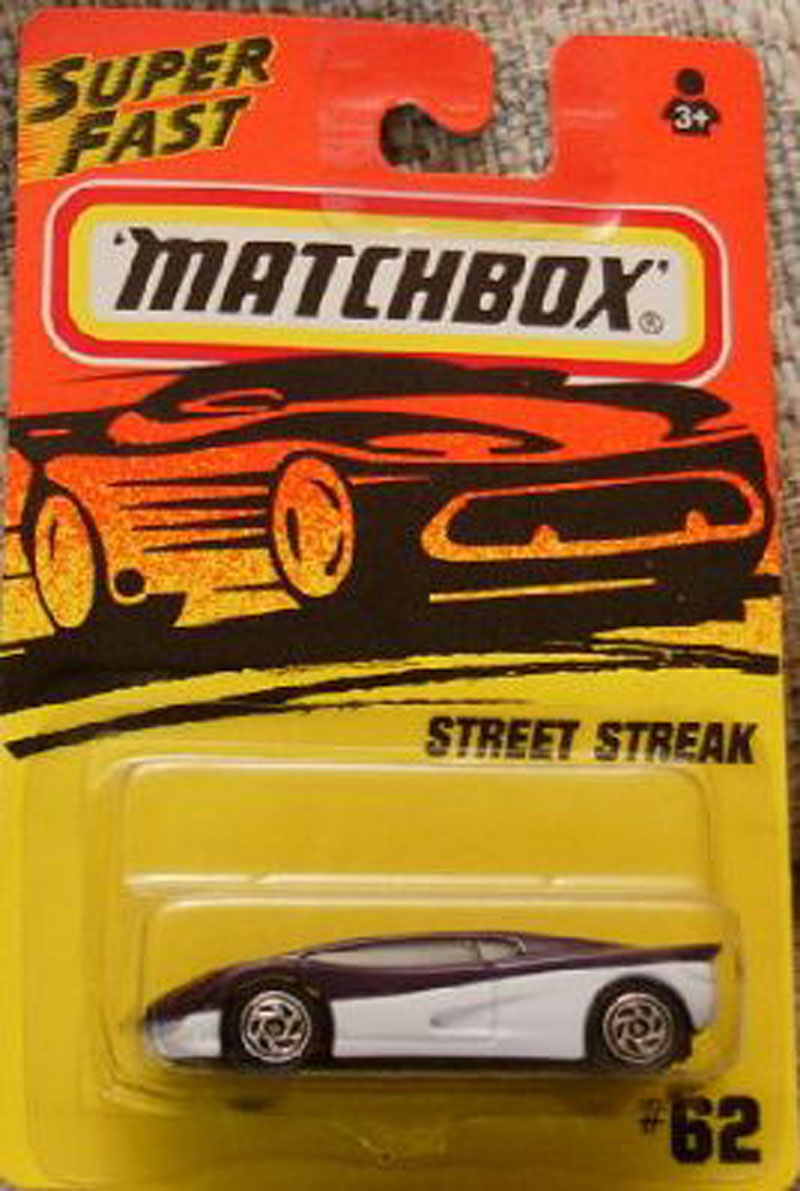 SUPER
FAST
3+
'MATCHBOX'®
STREET STREAK
#62